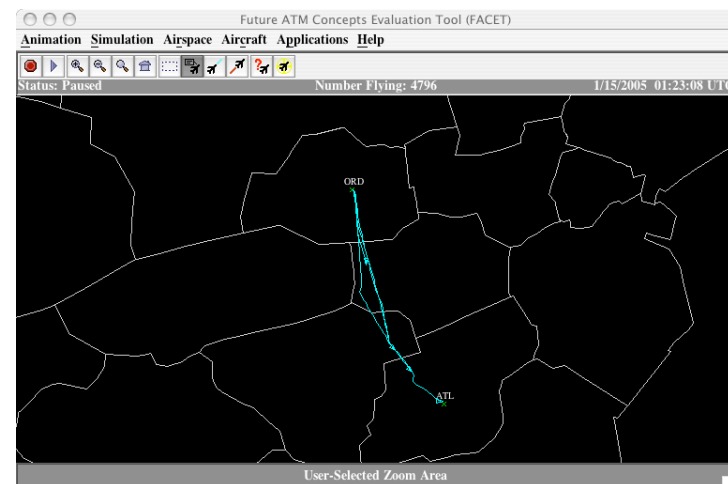 Future ATM Concepts Evaluation Tool (FACET)
Animation Simulation Airspace Aircraft Applications Help
Status: Paused Number Flying: 4796 1/15/2005 01:23:08 UTC
ORD
ATL
User-Selected Zoom Area